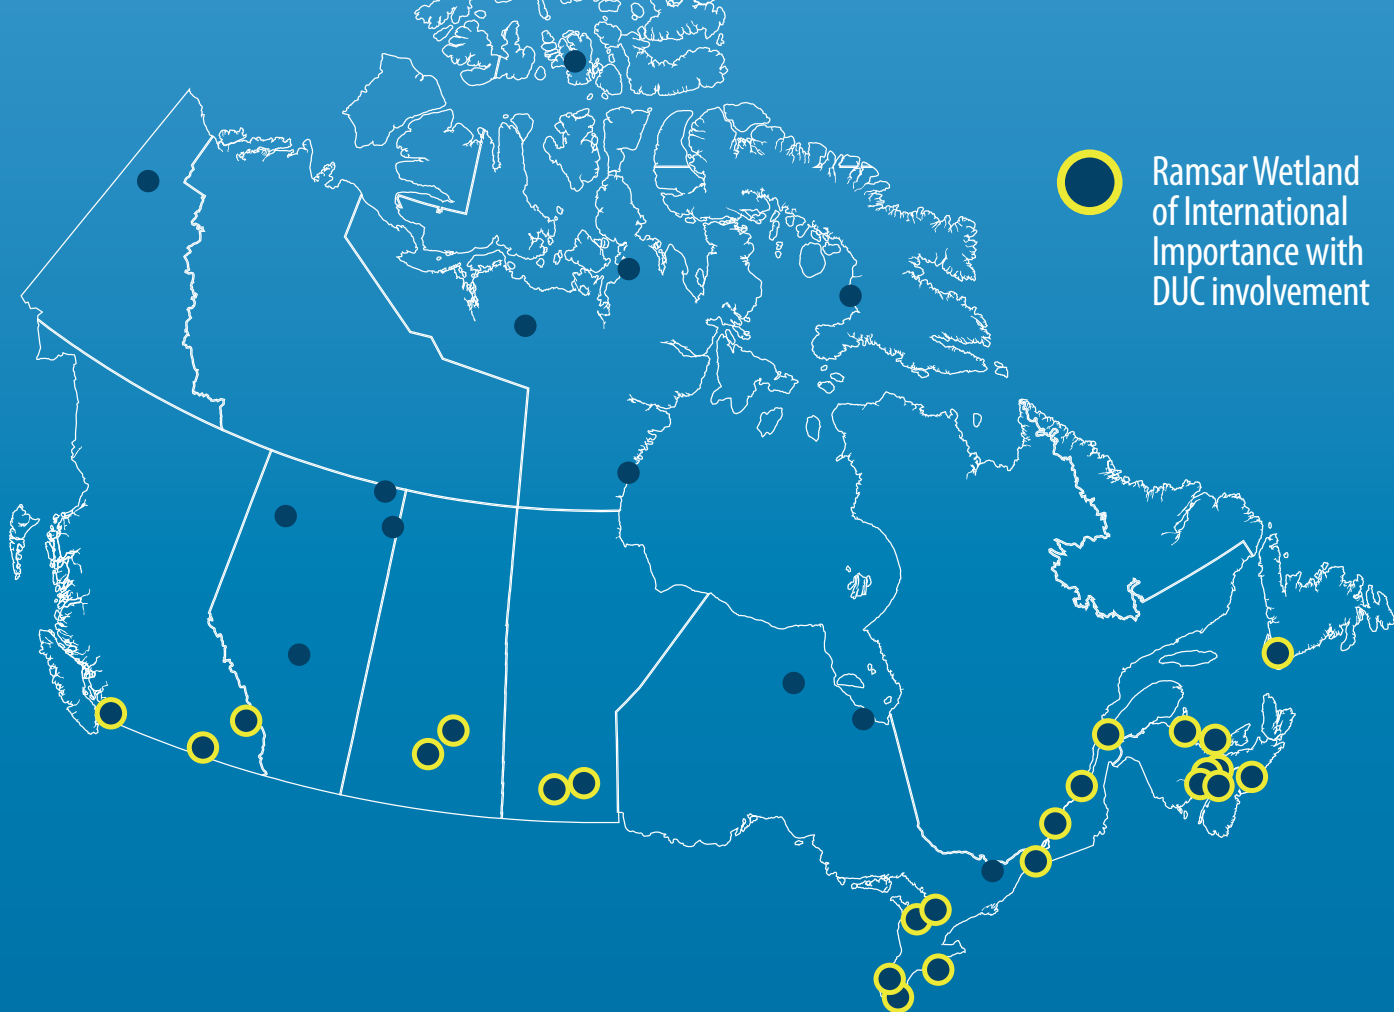 Ramsar Wetland
of International
Importance with
DUC involvement